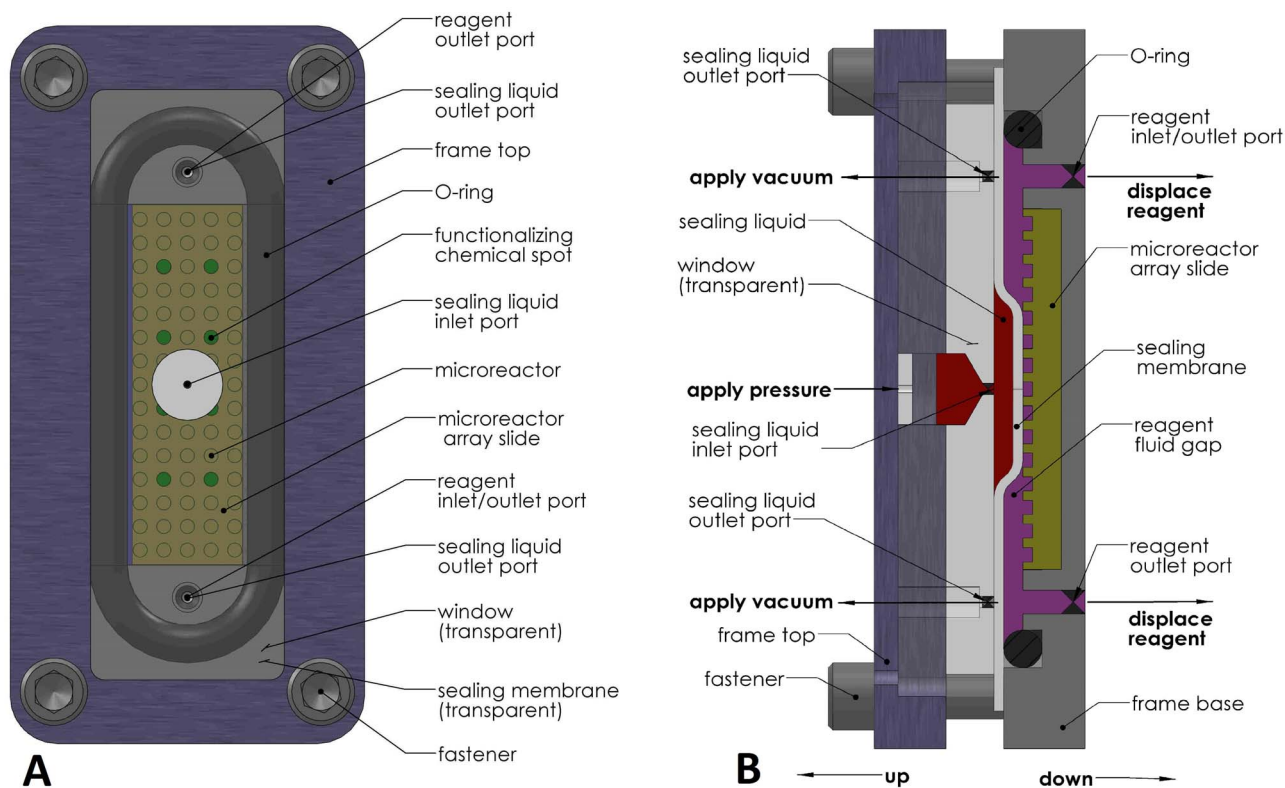 reagent
outlet port
sealing liquid
outlet port
frame top
O-ring
functionalizing
chemical spot
sealing liquid
inlet port
microreactor
microreactor
array slide
reagent
inlet/outlet port
sealing liquid
outlet port
window
(transparent)
sealing membrane
(transparent)
fastener
A
sealing liquid
outlet port
apply vacuum
sealing liquid
window
(transparent)
apply pressure
sealing liquid
inlet port
sealing liquid
outlet port
apply vacuum
frame top
fastener
O-ring
reagent
inlet/outlet port
displace
reagent
microreactor
array slide
sealing
membrane
reagent
fluid gap
reagent
outlet port
displace
reagent
frame base
B
up
down